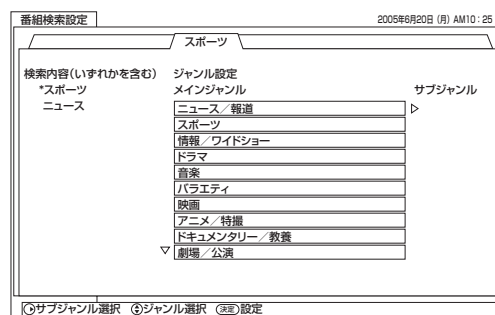 番組検索設定
2005年6月20日 (月) AM10 : 25
スポーツ
検索内容(いずれかを含む)
*スポーツ
ニュース
ジャンル設定
メインジャンル
サブジャンル
ニュース／報道
スポーツ
情報／ワイドショー
ドラマ
音楽
バラエティ
映画
アニメ／特撮
ドキュメンタリー／教養
劇場／公演
サブジャンル選択 ジャンル選択 決定 設定